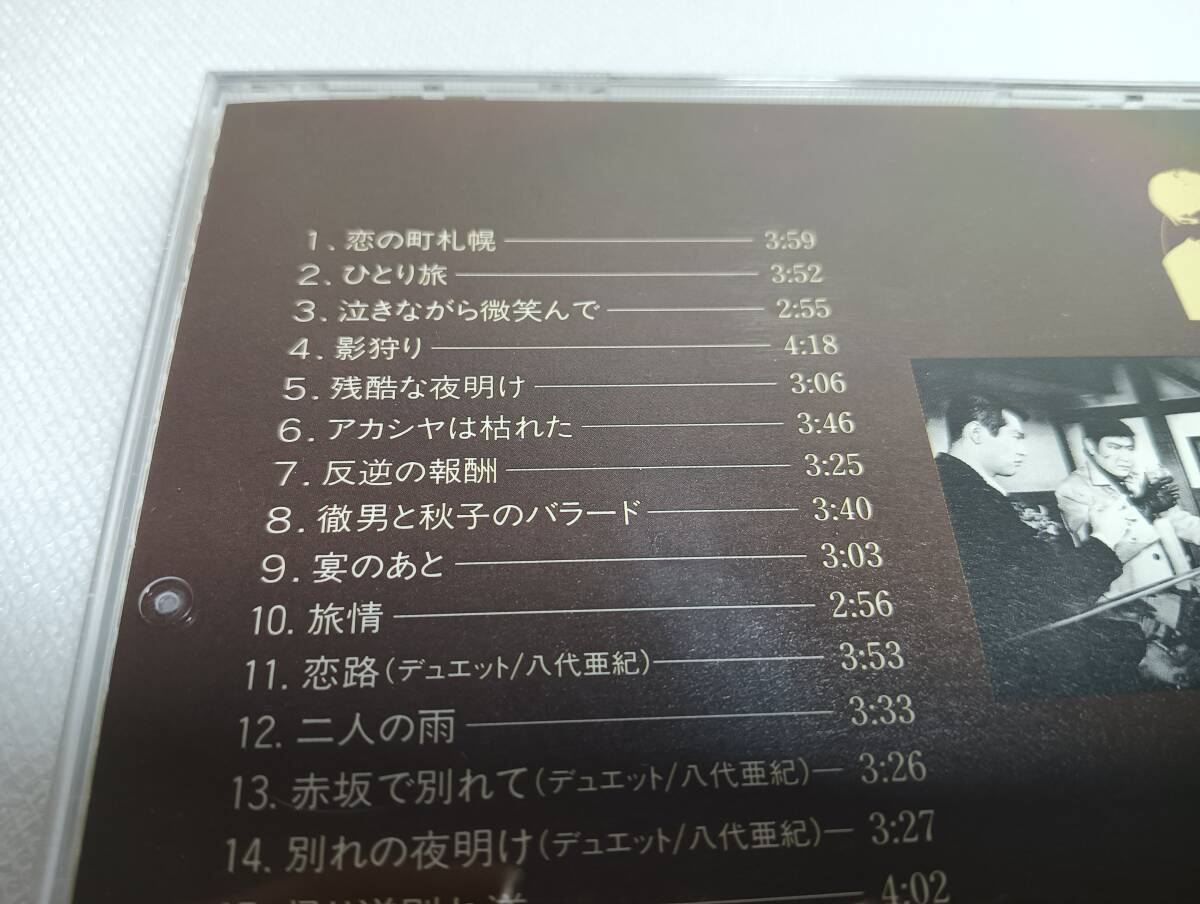 1. 恋の町札幌 3:59
2. ひとり旅 3:52
3. 泣きながら微笑んで 2:55
4. 影狩り 4:18
5. 残酷な夜明け 3:06
6. アカシヤは枯れた 3:46
7. 反逆の報酬 3:25
8. 徹男と秋子のバラード 3:40
9. 宴のあと 3:03
10. 旅情 2:56
11. 恋路(デュエット/八代亜紀) 3:53
12. 二人の雨 3:33
13. 赤坂で別れて(デュエット/八代亜紀) 3:26
14. 別れの夜明け(デュエット/八代亜紀) 3:27
4:02